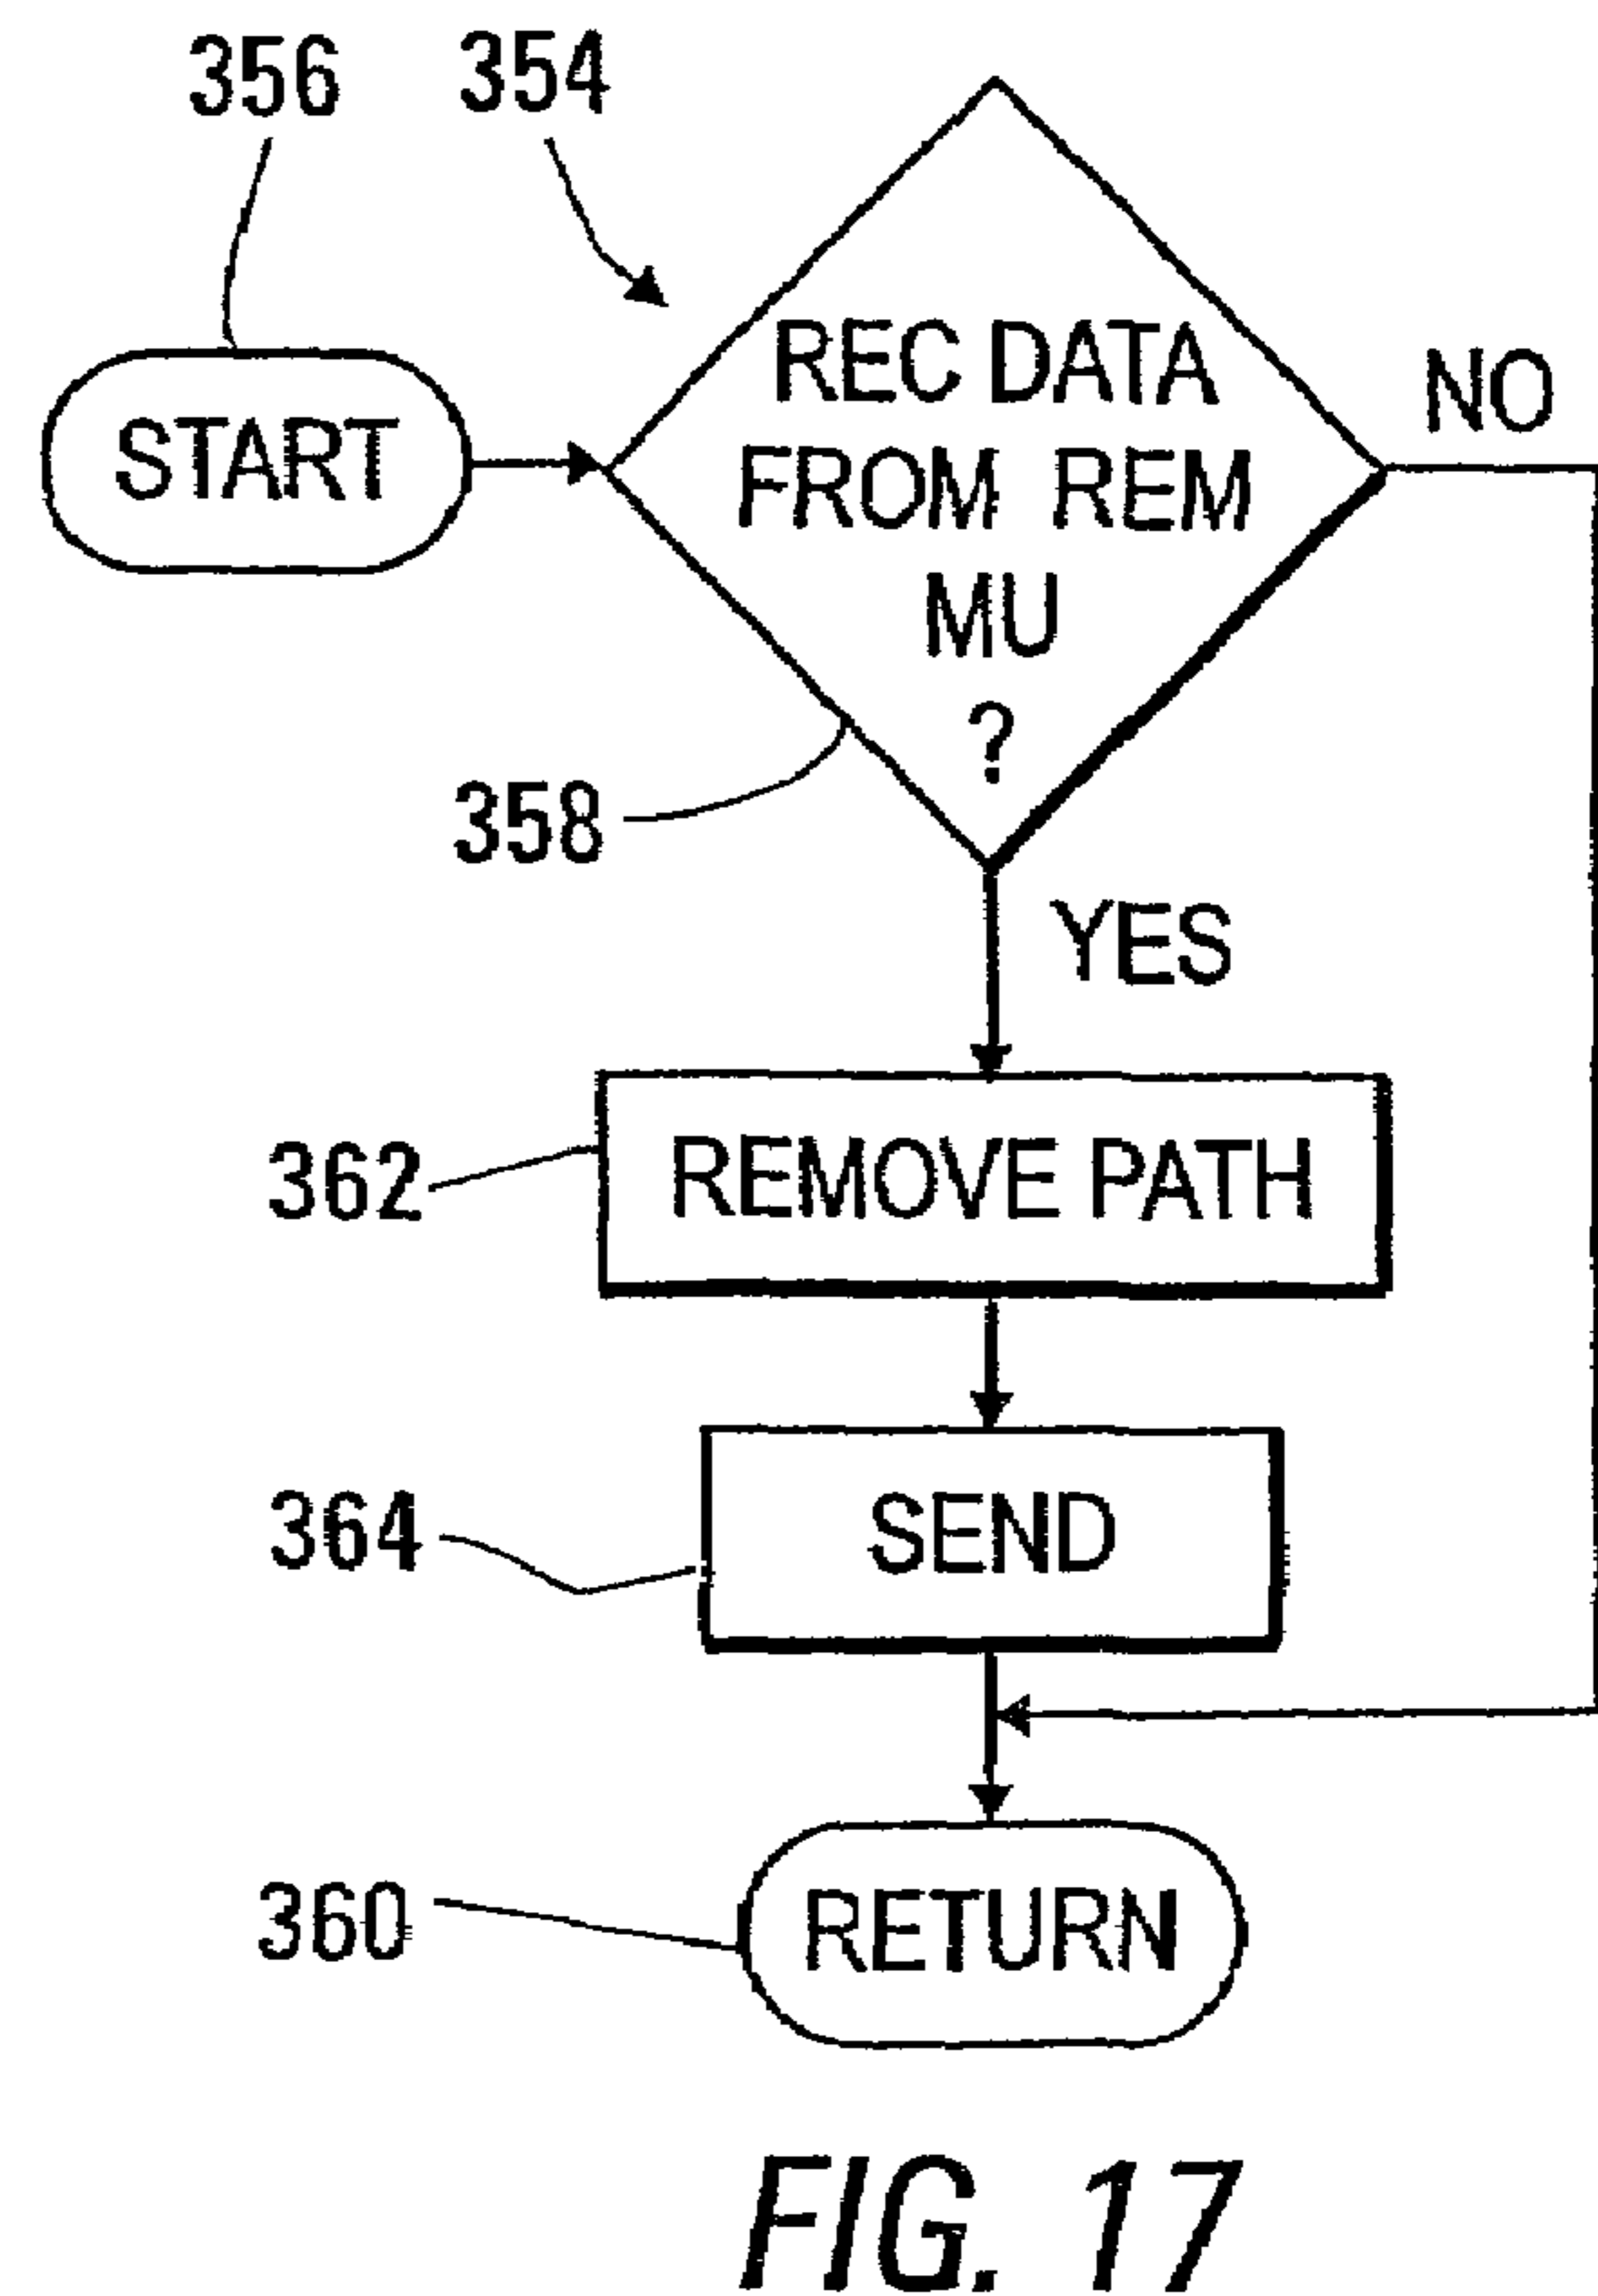 356
354
START
REC DATA
FROM REM
MU
?
NO
358
YES
362
REMOVE PATH
364
SEND
360
RETURN
FIG. 17